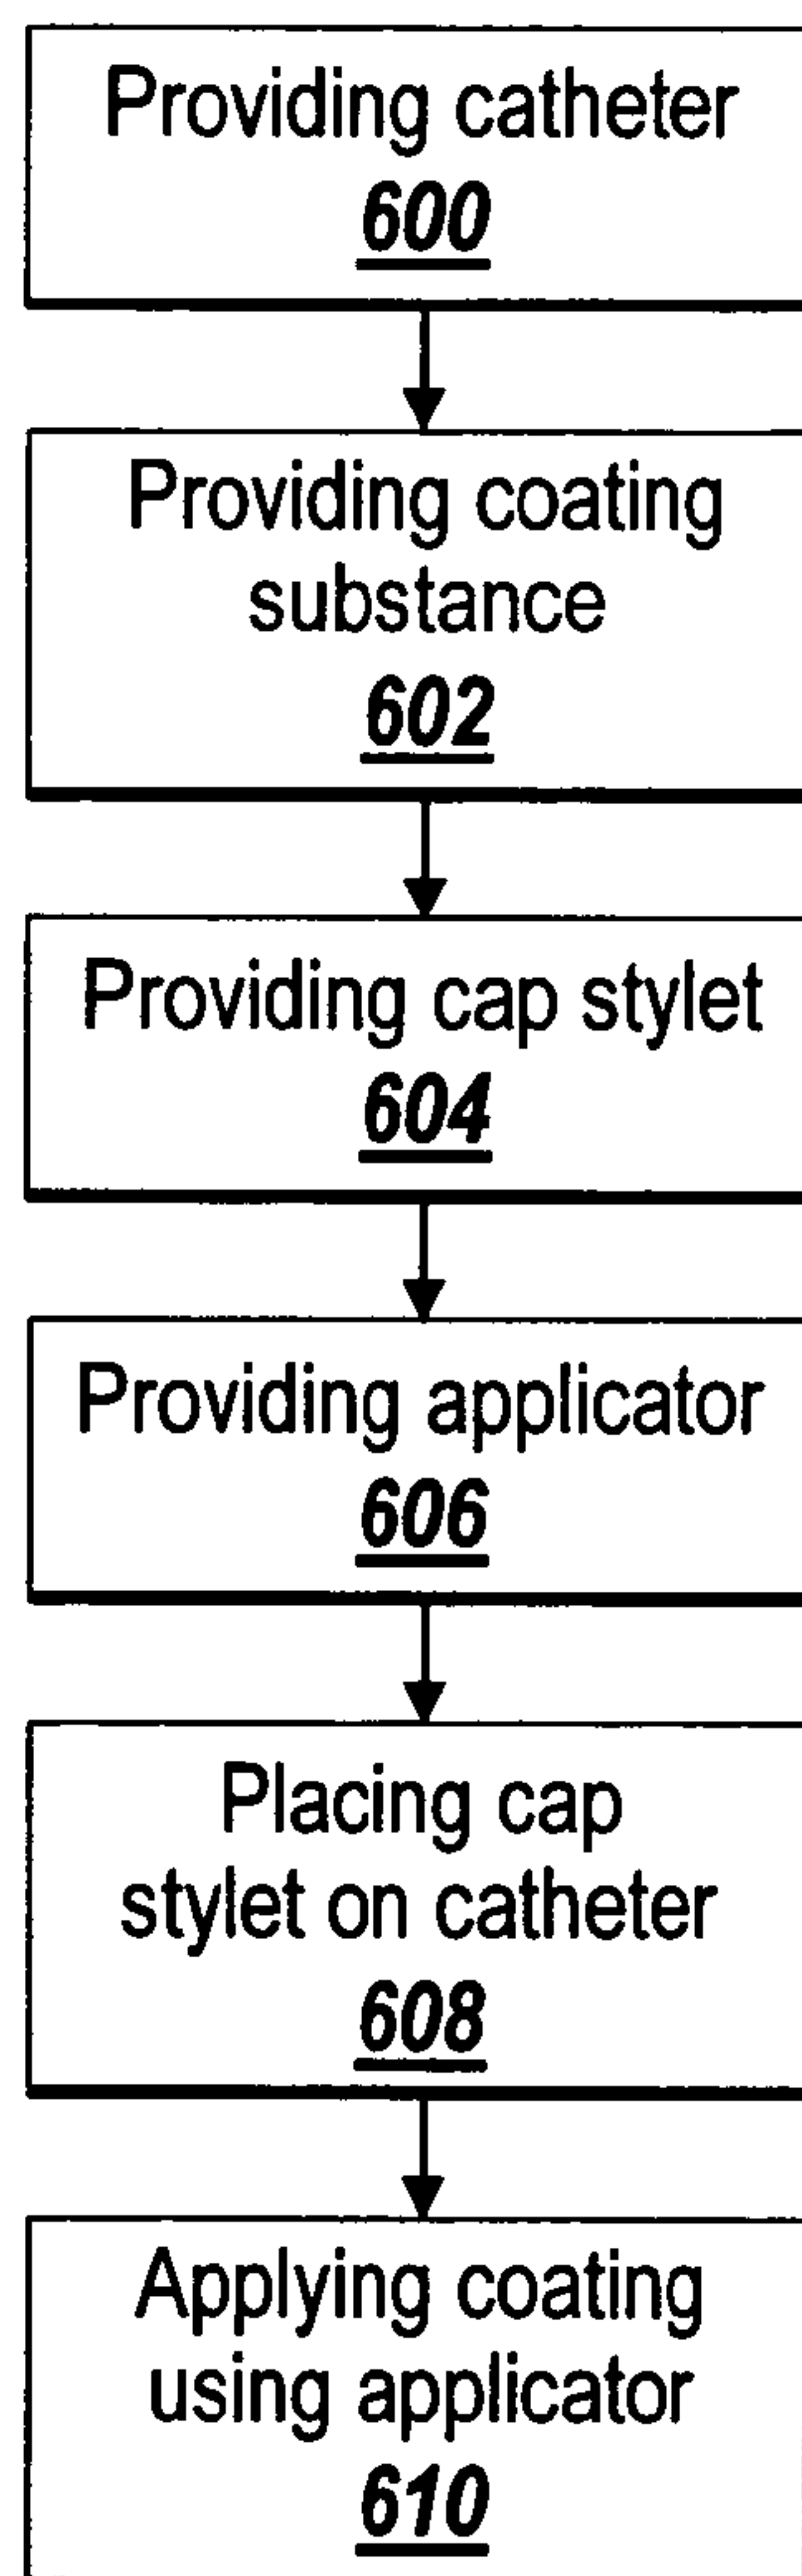 Providing catheter
600
Providing coating
substance
602
Providing cap stylet
604
Providing applicator
606
Placing cap
stylet on catheter
608
Applying coating
using applicator
610